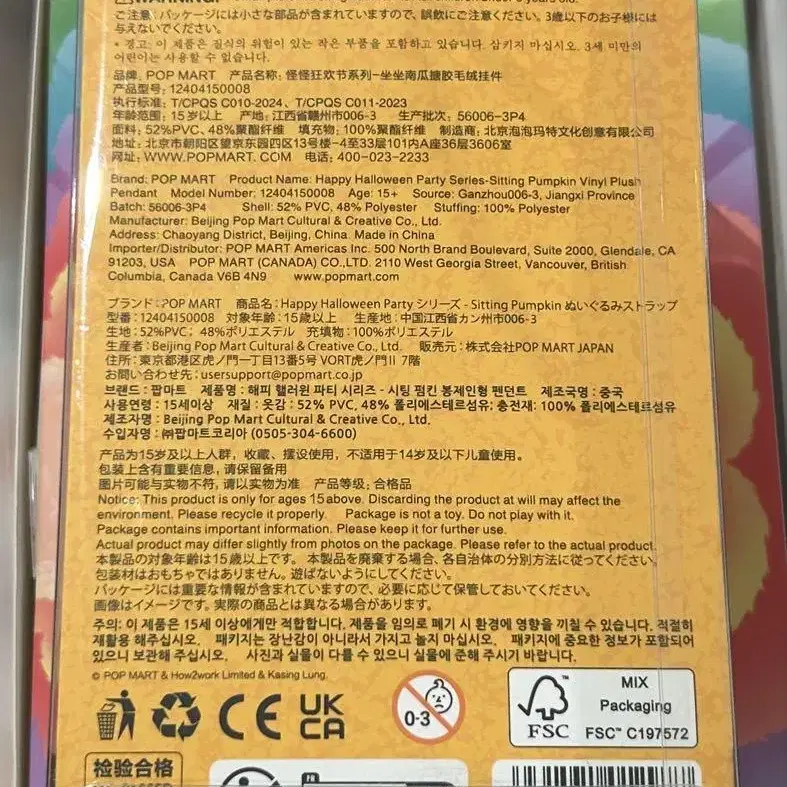 WARNING!
ご注意：パッケージには小さな部品が含まれていますので、誤飲にご注意ください。3歳以下のお子様には
与えないでください。
* 경고: 이 제품은 질식의 위험이 있는 작은 부품을 포함하고 있습니다. 삼키지 마십시오. 3세 미만의
어린이는 사용할 수 없습니다.
品牌：POP MART 产品名称：怪怪狂欢节系列-坐坐南瓜搪胶毛绒挂件
产品型号：12404150008
执行标准：T/CPQS C010-2024、T/CPQS C011-2023
年龄范围：15岁以上 产地：江西省赣州市006-3 生产批次：56006-3P4
面料：52%PVC、48%聚酯纤维 填充物：100%聚酯纤维 制造商：北京泡泡玛特文化创意有限公司
地址：北京市朝阳区望京东园四区13号楼-4至33层101内A座36层3606室
网址：WWW.POPMART.COM 电话：400-023-2233
Brand: POP MART Product Name: Happy Halloween Party Series-Sitting Pumpkin Vinyl Plush
Pendant Model Number: 12404150008 Age: 15+ Source: Ganzhou006-3, Jiangxi Province
Batch: 56006-3P4 Shell: 52% PVC, 48% Polyester Stuffing: 100% Polyester
Manufacturer: Beijing Pop Mart Cultural & Creative Co., Ltd.
Address: Chaoyang District, Beijing, China. Made in China
Importer/Distributor: POP MART Americas Inc. 500 North Brand Boulevard, Suite 2000, Glendale, CA
91203, USA POP MART (CANADA) CO.,LTD. 2110 West Georgia Street, Vancouver, British
Columbia, Canada V6B 4N9 www.popmart.com
ブランド：POP MART 商品名：Happy Halloween Party シリーズ - Sitting Pumpkin ぬいぐるみストラップ
型番：12404150008 対象年齢：15歳以上 生産地：中国江西省カン州市006-3
生地：52%PVC；48%ポリエステル 充填物：100%ポリエステル
生産者：Beijing Pop Mart Cultural & Creative Co., Ltd. 販売元：株式会社POP MART JAPAN
住所：東京都港区虎ノ門一丁目13番5号 VORT虎ノ門II 7階
お問い合わせ先：usersupport@popmart.co.jp
브랜드 : 팝마트 제품명 : 해피 핼러윈 파티 시리즈 - 시팅 펌킨 봉제인형 펜던트 제조국명 : 중국
사용연령 : 15세이상 재질 : 옷감 : 52% PVC, 48% 폴리에스테르섬유; 충전재: 100% 폴리에스테르섬유
제조자명 : Beijing Pop Mart Cultural & Creative Co., Ltd.
수입자명 : ㈜팝마트코리아 (0505-304-6600)
产品为15岁及以上人群，收藏、摆设使用，不适用于14岁及以下儿童使用。
包装上含有重要信息，请保留备用
图片可能与实物不符，请以实物为准 产品等级：合格品
Notice: This product is only for ages 15 above. Discarding the product at will may affect the
environment. Please recycle it properly. Package is not a toy. Do not play with it.
Package contains important information. Please keep it for further use.
Actual product may differ slightly from photos on the package. Please refer to the actual product.
本製品の対象年齢は15歳以上です。 本製品を廃棄する場合、各自治体の分別方法に従ってください。
包装材はおもちゃではありません。遊ばないようにしてください。
パッケージには重要な情報が含まれていますので、必要に応じて保管しておいてください。
画像はイメージです。実際の商品とは異なる場合があります。
주의: 이 제품은 15세 이상에게만 적합합니다. 제품을 임의로 폐기 시 환경에 영향을 끼칠 수 있습니다. 적절히
재활용 해주십시오. 패키지는 장난감이 아니라서 가지고 놀지 마십시오. 패키지에 중요한 정보가 포함되어
있으니 보관해 주십시오. 사진과 실물이 다를 수 있으니 실물에 준해 주시기 바랍니다.
© POP MART & How2work Limited & Kasing Lung.
CE
UK
CA
0-3
FSC
MIX
Packaging
FSC™ C197572
检验合格